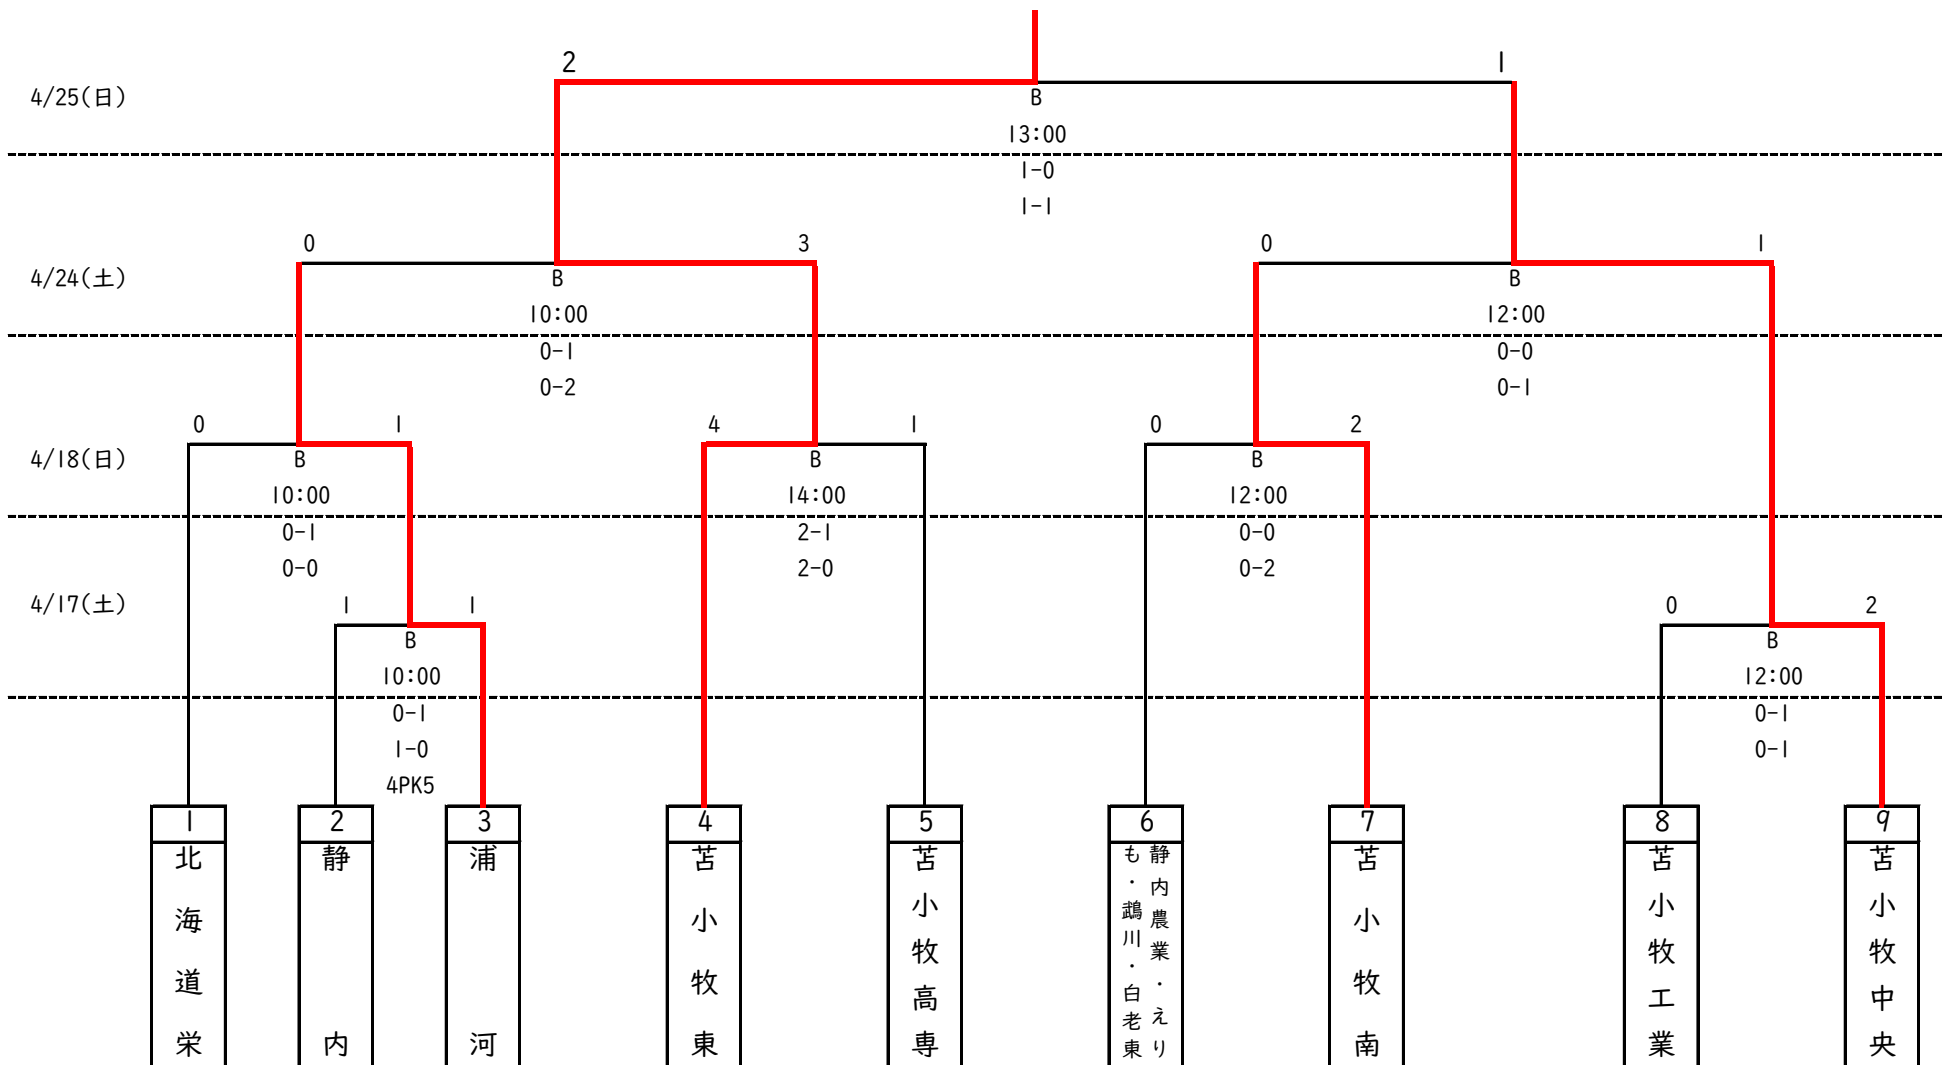 2 1
4/25(日)
B
13:00
1-0
1-1
0 3 0 1
4/24(土)
B B
10:00 12:00
0-1 0-0
0-2 0-1
0 1 4 1 0 2
4/18(日)
B B B
10:00 14:00 12:00
0-1 2-1 0-0
0-0 2-0 0-2
4/17(土)
1 1 0 2
B B
10:00 12:00
0-1 0-1
1-0 0-1
4PK5
1 2 3 4 5 6 7 8 9
北海道栄
静内
浦河
苫小牧東
苫小牧高専
静内農業・えり
も・鵡川・白老東
苫小牧南
苫小牧工業
苫小牧中央